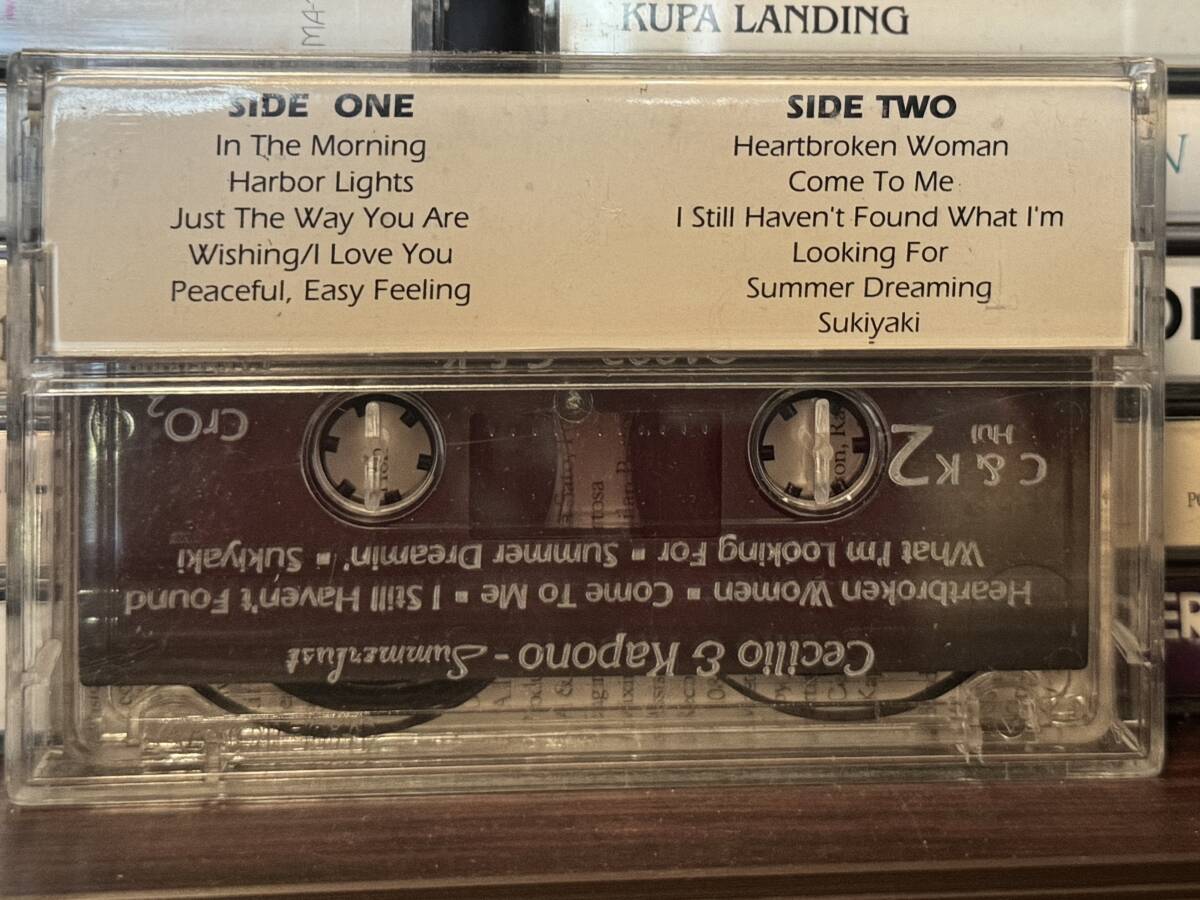 MA-
KUPA LANDING
SIDE ONE
In The Morning
Harbor Lights
Just The Way You Are
Wishing/I Love You
Peaceful, Easy Feeling
SIDE TWO
Heartbroken Woman
Come To Me
I Still Haven't Found What I'm
Looking For
Summer Dreaming
Sukiyaki
Cecilio & Kapono - Summerlust
Heartbroken Women ▪ Come To Me ▪ I Still Haven't Found
What I'm Looking For ▪ Summer Dreamin' ▪ Sukiyaki
C & K 2
Hui
CrO2